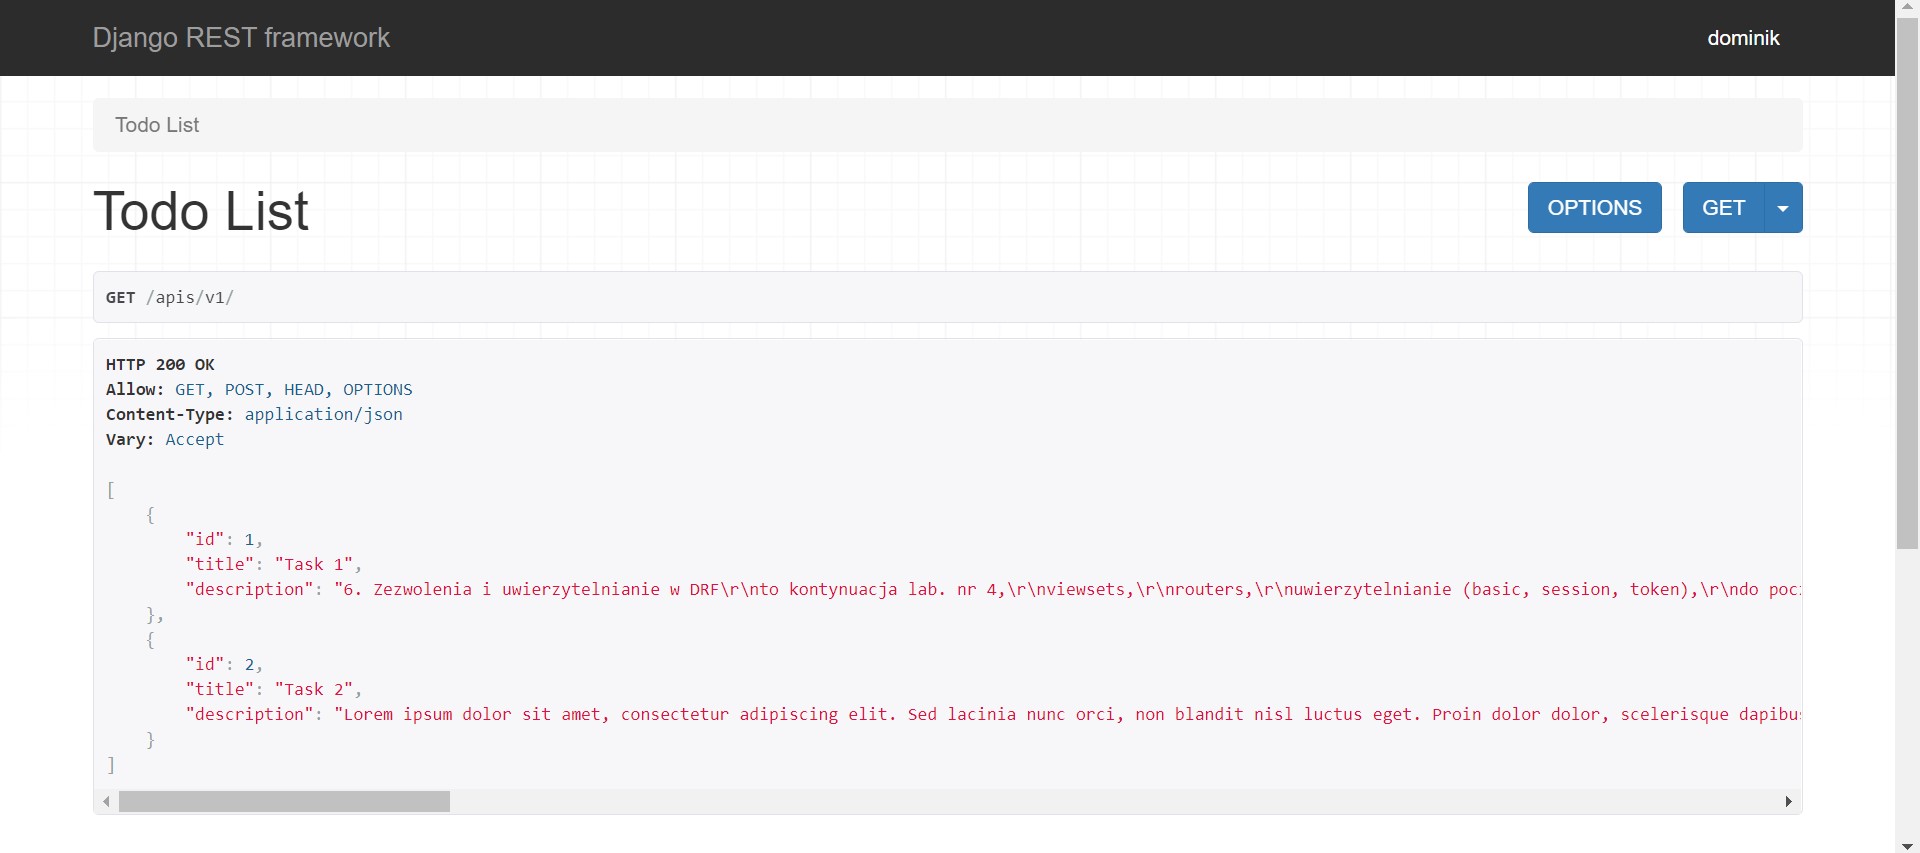 Django REST framework
dominik
Todo List
Todo List
OPTIONS
GET
GET /apis/v1/
HTTP 200 OK
Allow: GET, POST, HEAD, OPTIONS
Content-Type: application/json
Vary: Accept
[
    {
        "id": 1,
        "title": "Task 1",
        "description": "6. Zezwolenia i uwierzytelnianie w DRF\r\nto kontynuacja lab. nr 4,\r\nviewsets,\r\nrouters,\r\nuwierzytelnianie (basic, session, token),\r\ndo
    },
    {
        "id": 2,
        "title": "Task 2",
        "description": "Lorem ipsum dolor sit amet, consectetur adipiscing elit. Sed lacinia nunc orci, non blandit nisl luctus eget. Proin dolor dolor, scelerisque
    }
]